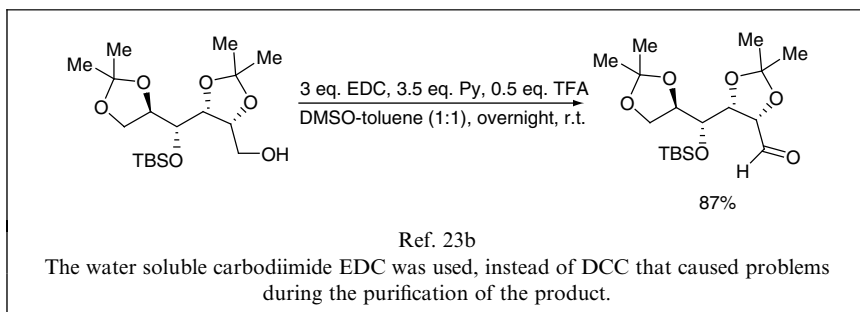 Me Me
Me
Me
O
O
O
O
TBSO
OH
3 eq. EDC, 3.5 eq. Py, 0.5 eq. TFA
DMSO-toluene (1:1), overnight, r.t.
Me Me
Me
Me
O
O
O
O
TBSO
H
O
87%
Ref. 23b
The water soluble carbodiimide EDC was used, instead of DCC that caused problems
during the purification of the product.